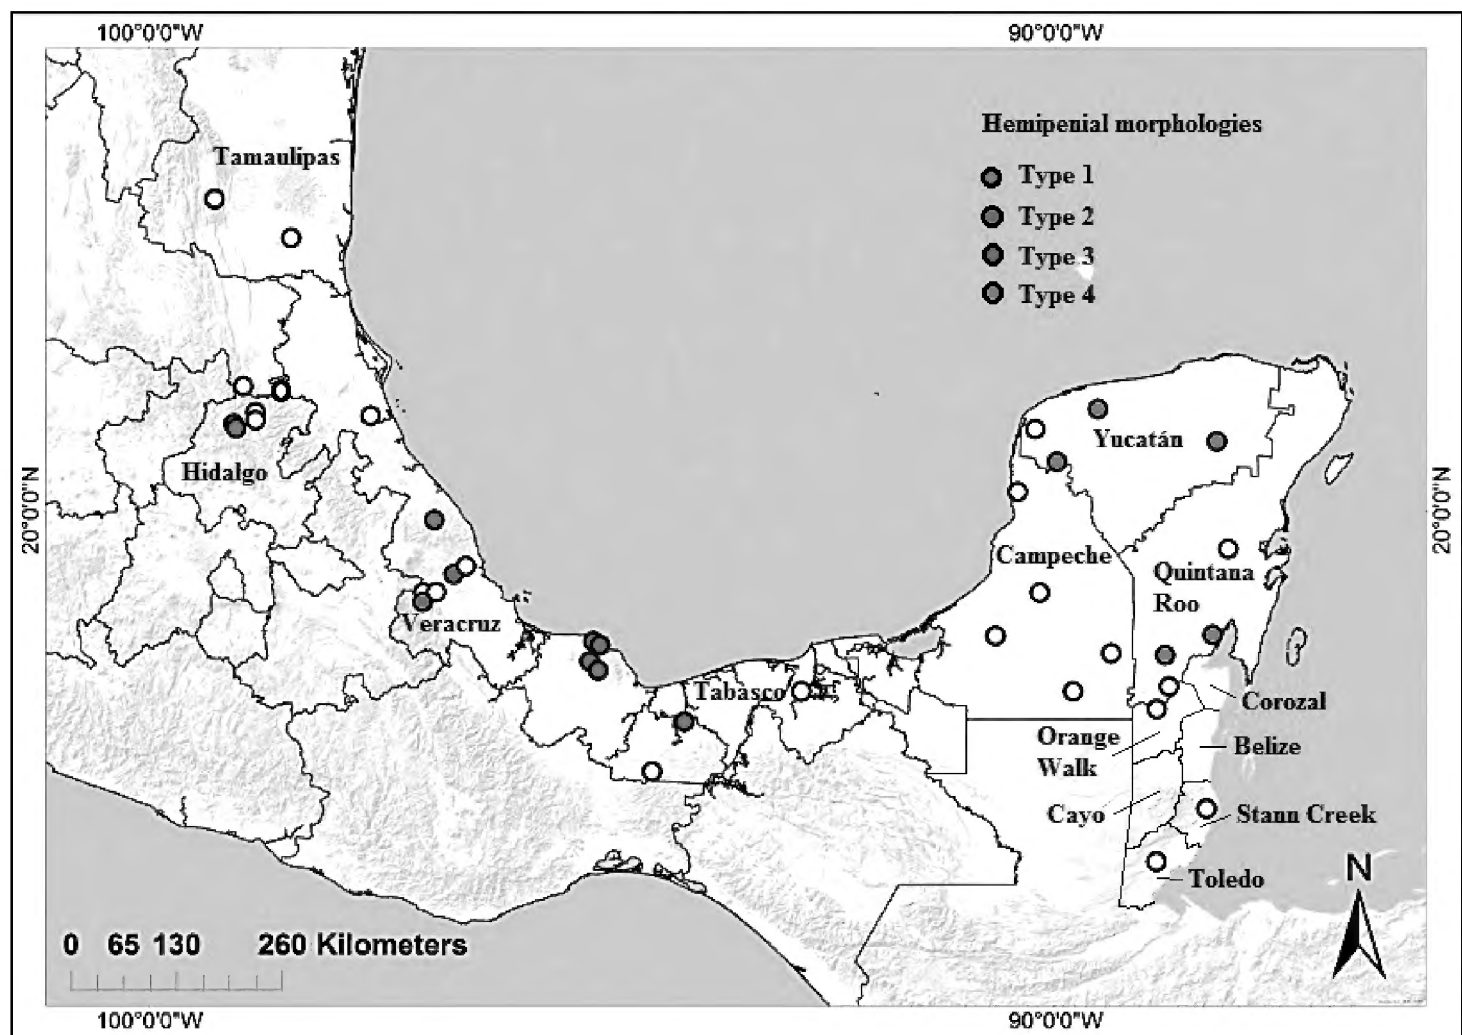 100°0'0"W
90°0'0"W
Hemipenial morphologies
Type 1
Type 2
Type 3
Type 4
Tamaulipas
Hidalgo
Yucatán
20°0'0"N
20°0'0"N
Campeche
Quintana
Roo
Veracruz
Tabasco
Corozal
Orange
Walk
Belize
Cayo
Stann Creek
Toledo
N
0 65 130 260 Kilometers
100°0'0"W
90°0'0"W